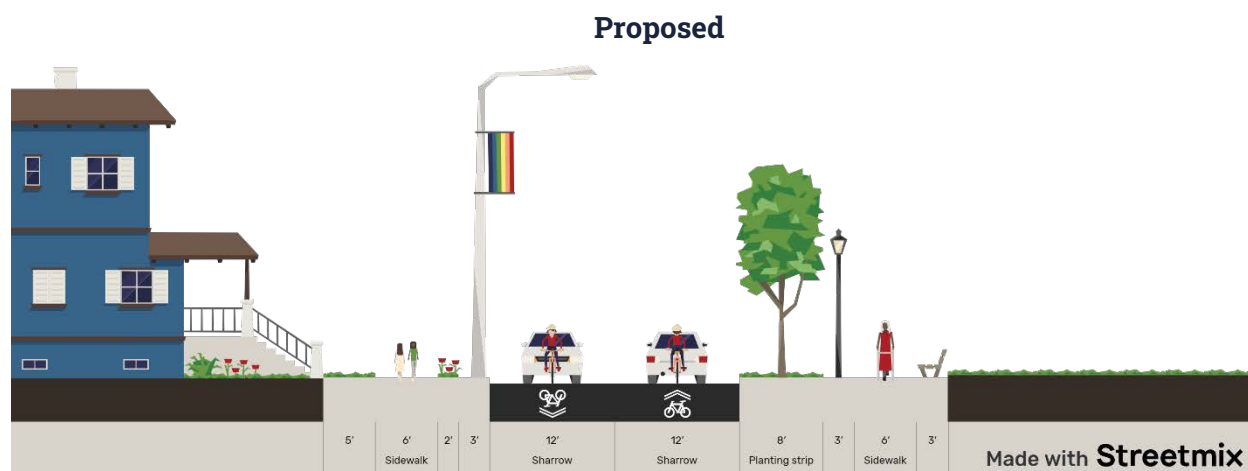 Proposed
5' 6' 2' 3' 12' 12' 8' 3' 6' 3'
Sidewalk Sharrow Sharrow Planting strip Sidewalk
Made with Streetmix